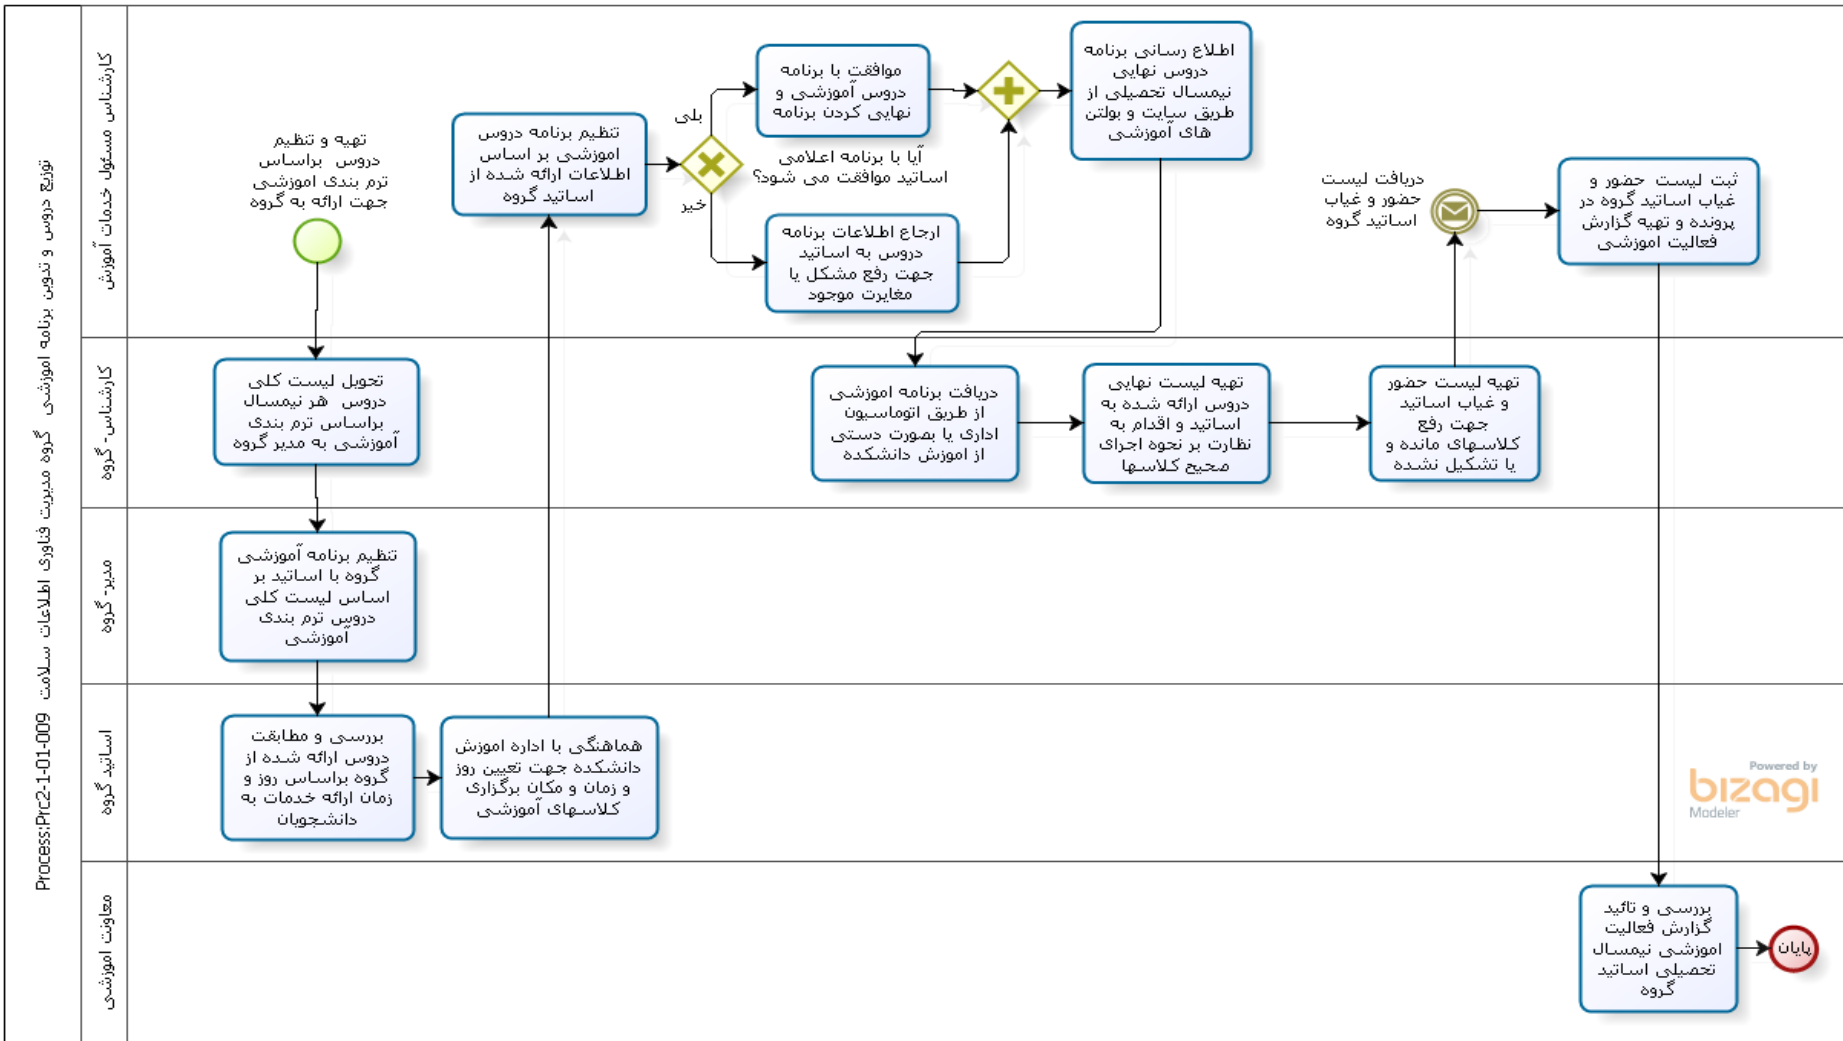 توزیع دروس و تدوین برنامه اموزشی گروه مدیریت فناوری اطلاعات سلامت Process:Prc2-1-01-009
کارشناس مسئول خدمات آموزش
تهیه و تنظیم
دروس براساس
ترم بندی اموزشی
جهت ارائه به گروه
تنظیم برنامه دروس
اموزشی بر اساس
اطلاعات ارائه شده از
اساتید گروه
بلی
خیر
آیا با برنامه اعلامی
اساتید موافقت می شود؟
موافقت با برنامه
دروس آموزشی و
نهایی کردن برنامه
ارجاع اطلاعات برنامه
دروس به اساتید
جهت رفع مشکل یا
مغایرت موجود
اطلاع رسانی برنامه
دروس نهایی
نیمسال تحصیلی از
طریق سایت و بولتن
های آموزشی
دریافت لیست
حضور و غیاب
اساتید گروه
ثبت لیست حضور و
غیاب اساتید گروه در
پرونده و تهیه گزارش
فعالیت اموزشی
کارشناس- گروه
تحویل لیست کلی
دروس هر نیمسال
براساس ترم بندی
آموزشی به مدیر گروه
دریافت برنامه اموزشی
از طریق اتوماسیون
اداری یا بصورت دستی
از اموزش دانشکده
تهیه لیست نهایی
دروس ارائه شده به
اساتید و اقدام به
نظارت بر نحوه اجرای
صحیح کلاسها
تهیه لیست حضور
و غیاب اساتید
جهت رفع
کلاسهای مانده و
یا تشکیل نشده
مدیر- گروه
تنظیم برنامه آموزشی
گروه با اساتید بر
اساس لیست کلی
دروس ترم بندی
آموزشی
اساتید گروه
بررسی و مطابقت
دروس ارائه شده از
گروه براساس روز و
زمان ارائه خدمات به
دانشجویان
هماهنگی با اداره اموزش
دانشکده جهت تعیین روز
و زمان و مکان برگزاری
کلاسهای آموزشی
Powered by
bizagi
Modeler
معاونت اموزشی
بررسی و تائید
گزارش فعالیت
اموزشی نیمسال
تحصیلی اساتید
گروه
پایان